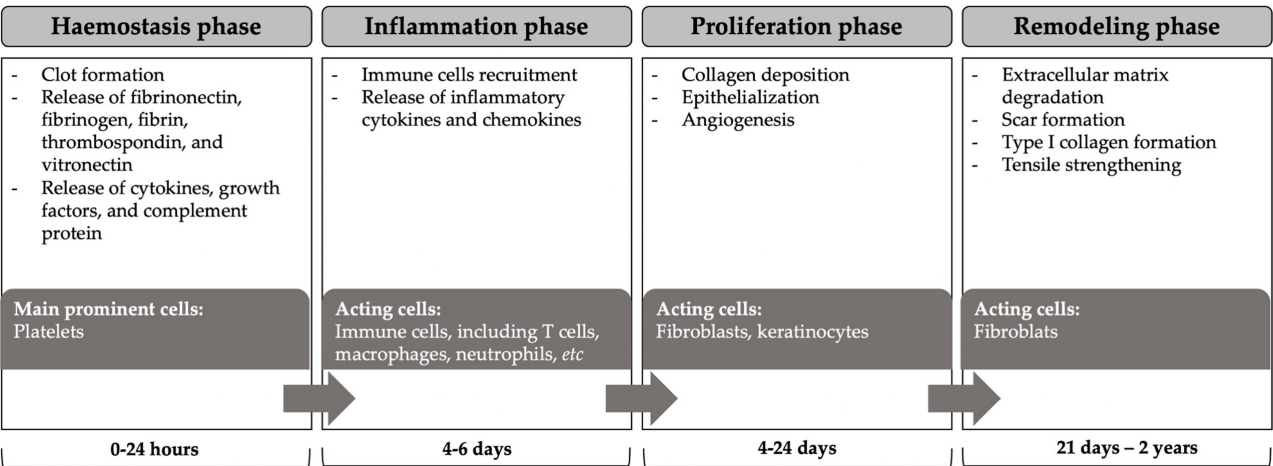 Haemostasis phase
- Clot formation
- Release of fibrinonectin,
fibrinogen, fibrin,
thrombospondin, and
vitronectin
- Release of cytokines, growth
factors, and complement
protein
Main prominent cells:
Platelets
0-24 hours
Inflammation phase
- Immune cells recruitment
- Release of inflammatory
cytokines and chemokines
Acting cells:
Immune cells, including T cells,
macrophages, neutrophils, etc
4-6 days
Proliferation phase
- Collagen deposition
- Epithelialization
- Angiogenesis
Acting cells:
Fibroblasts, keratinocytes
4-24 days
Remodeling phase
- Extracellular matrix
degradation
- Scar formation
- Type I collagen formation
- Tensile strengthening
Acting cells:
Fibroblats
21 days – 2 years